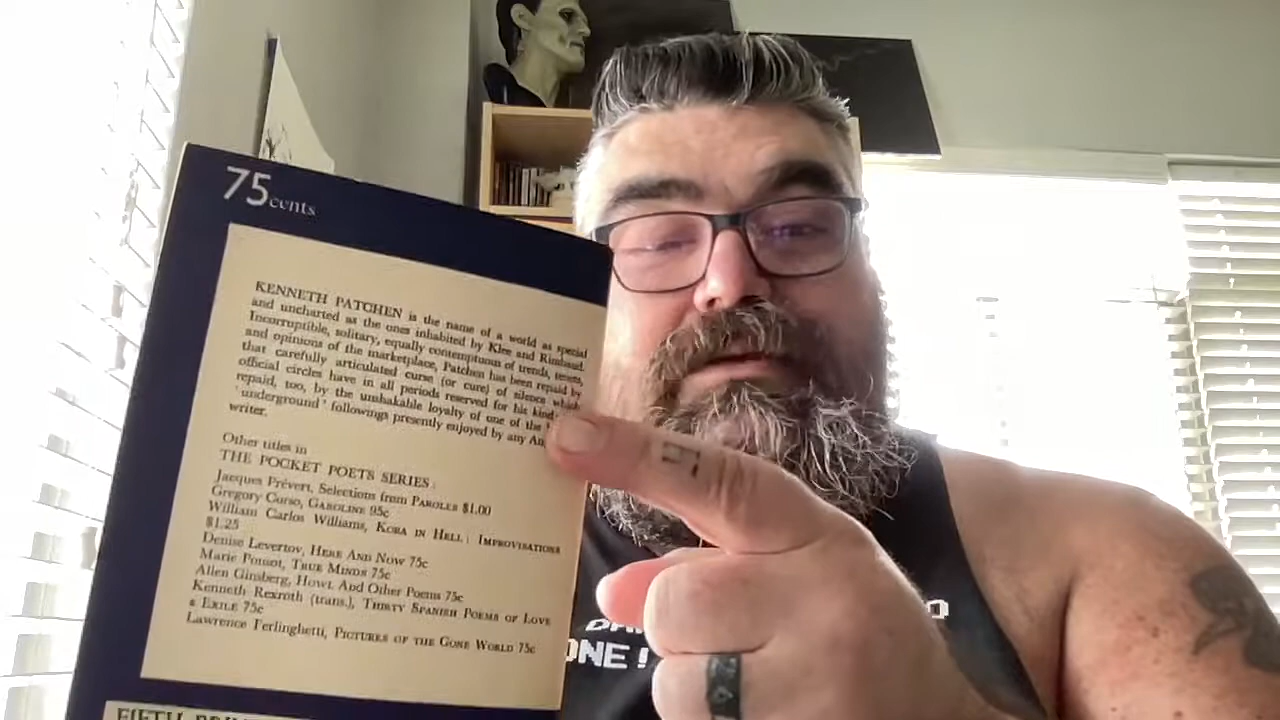 75 cents
KENNETH PATCHEN is the name of a world as special
and uncharted as the ones inhabited by Klee and Rimbaud.
Incorruptible, solitary, equally contemptuous of trends, tenets,
and opinions of the marketplace, Patchen has been repaid by
that carefully articulated curse (or cure) of silence which
official circles have in all periods reserved for his kind;
repaid, too, by the unshakable loyalty of one of the
'underground' followings presently enjoyed by any
writer.
Other titles in
THE POCKET POETS SERIES:
Jacques Prévert, Selections from PAROLES $1.00
Gregory Corso, GASOLINE 95c
William Carlos Williams, KORA IN HELL: IMPROVISATIONS
$1.25
Denise Levertov, HERE AND NOW 75c
Marie Ponsot, TRUE MINDS 75c
Allen Ginsberg, HOWL AND OTHER POEMS 75c
Kenneth Rexroth (trans.), THIRTY SPANISH POEMS OF LOVE
& EXILE 75c
Lawrence Ferlinghetti, PICTURES OF THE GONE WORLD 75c
FIFTH
ONE!